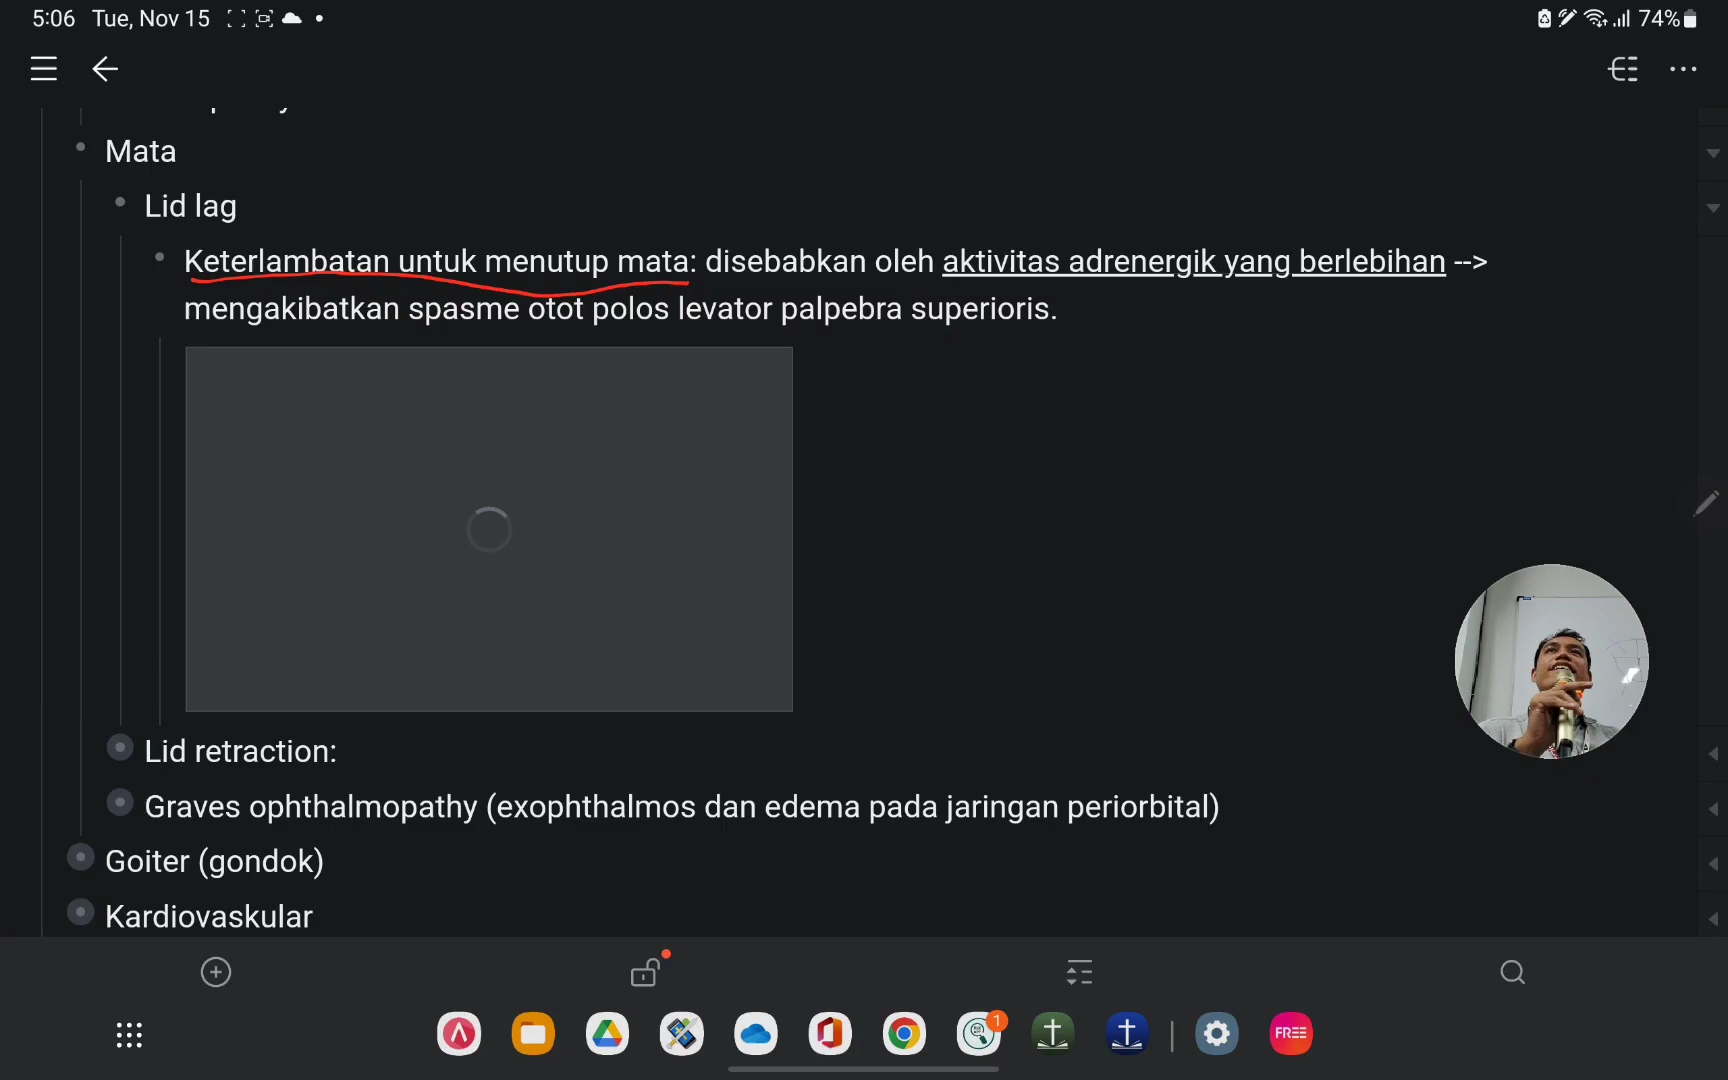 5:06 Tue, Nov 15
74%
Mata
Lid lag
Keterlambatan untuk menutup mata: disebabkan oleh aktivitas adrenergik yang berlebihan -->
mengakibatkan spasme otot polos levator palpebra superioris.
Lid retraction:
Graves ophthalmopathy (exophthalmos dan edema pada jaringan periorbital)
Goiter (gondok)
Kardiovaskular
1
FREE